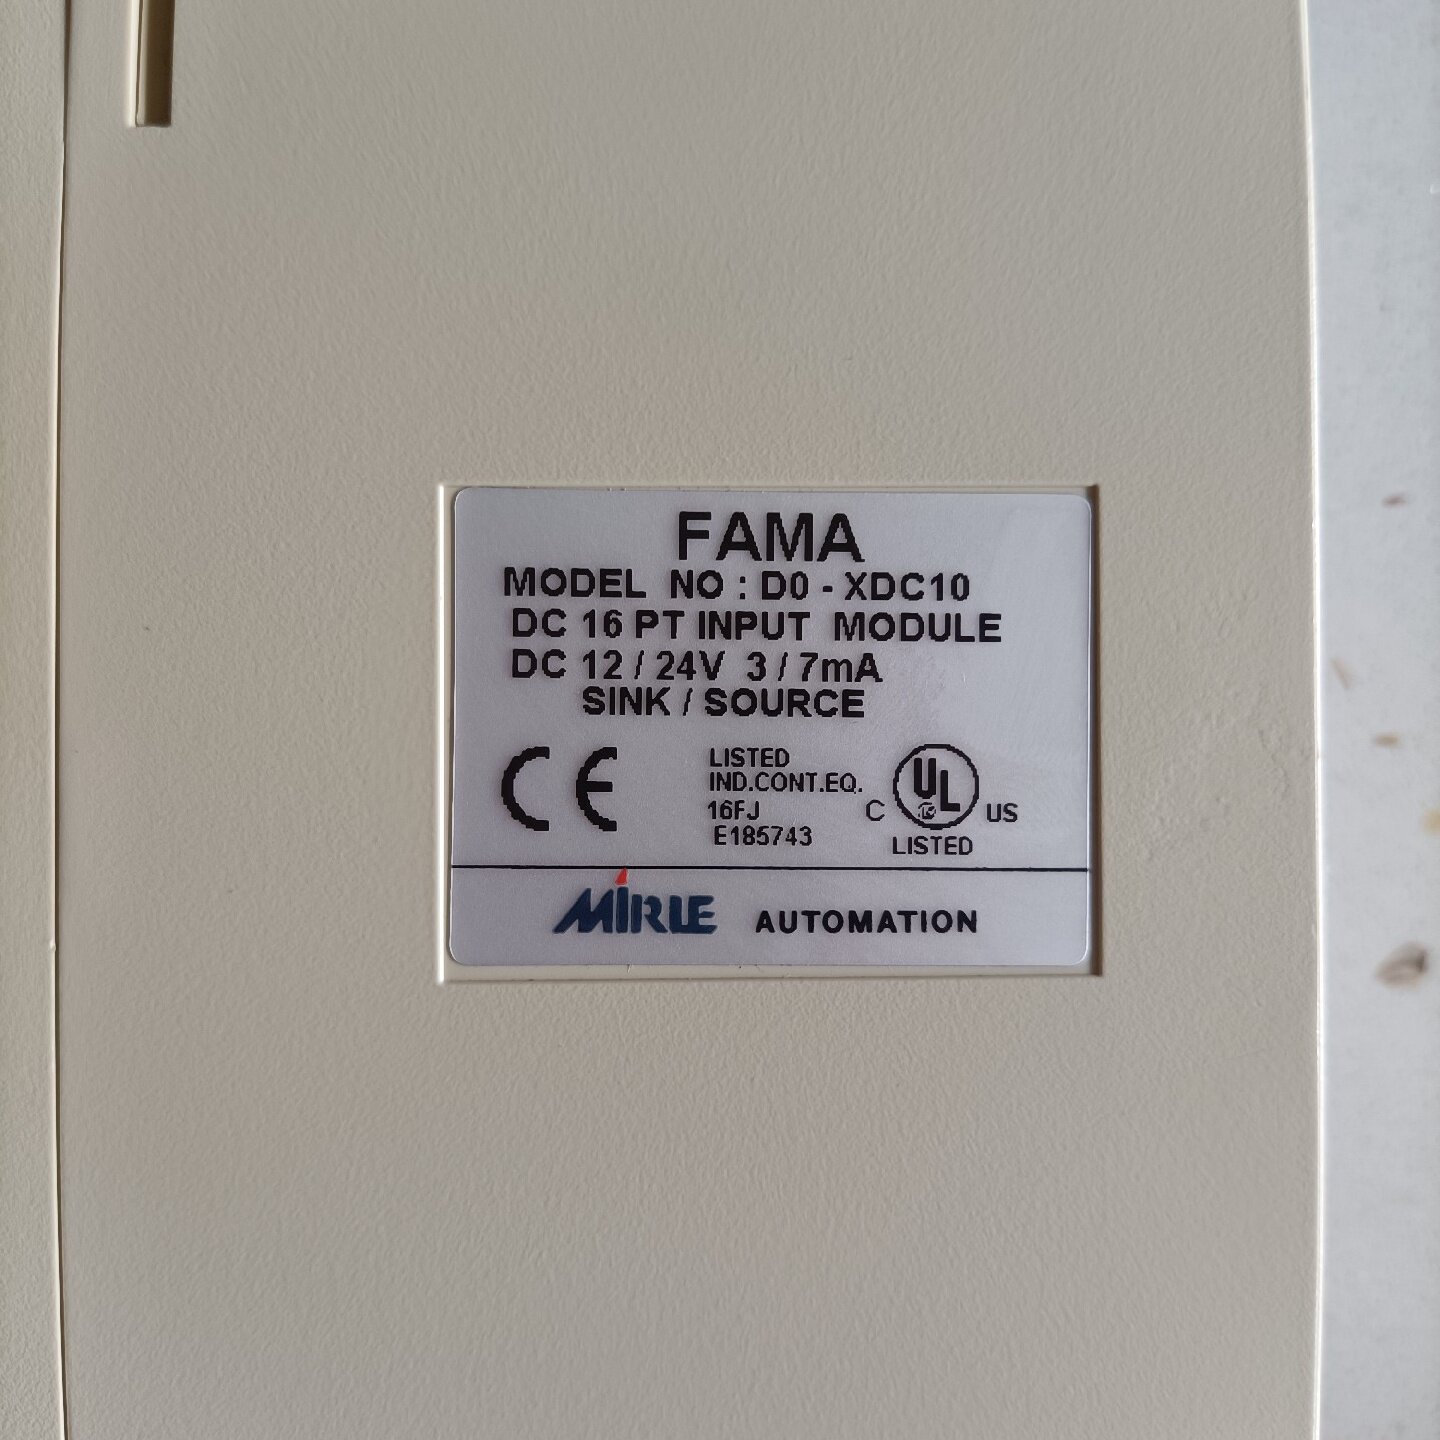 FAMA
MODEL NO : D0 - XDC10
DC 16 PT INPUT MODULE
DC 12 / 24V 3 / 7mA
SINK / SOURCE
CE
LISTED
IND.CONT.EQ.
16FJ
E185743
C UL US
LISTED
MIRLE AUTOMATION